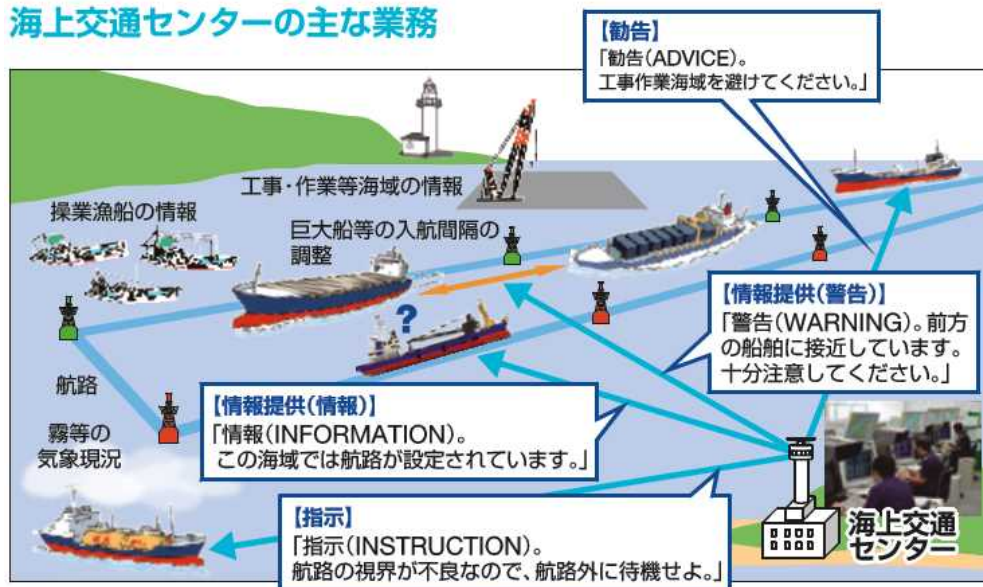 海上交通センターの主な業務
【勧告】
「勧告(ADVICE)。
工事作業海域を避けてください。」
工事・作業等海域の情報
操業漁船の情報
巨大船等の入航間隔の
調整
【情報提供(警告)】
「警告(WARNING)。前方
の船舶に接近しています。
十分注意してください。」
?
航路
【情報提供(情報)】
「情報(INFORMATION)。
この海域では航路が設定されています。」
霧等の
気象現況
【指示】
「指示(INSTRUCTION)。
航路の視界が不良なので、航路外に待機せよ。」
海上交通
センター